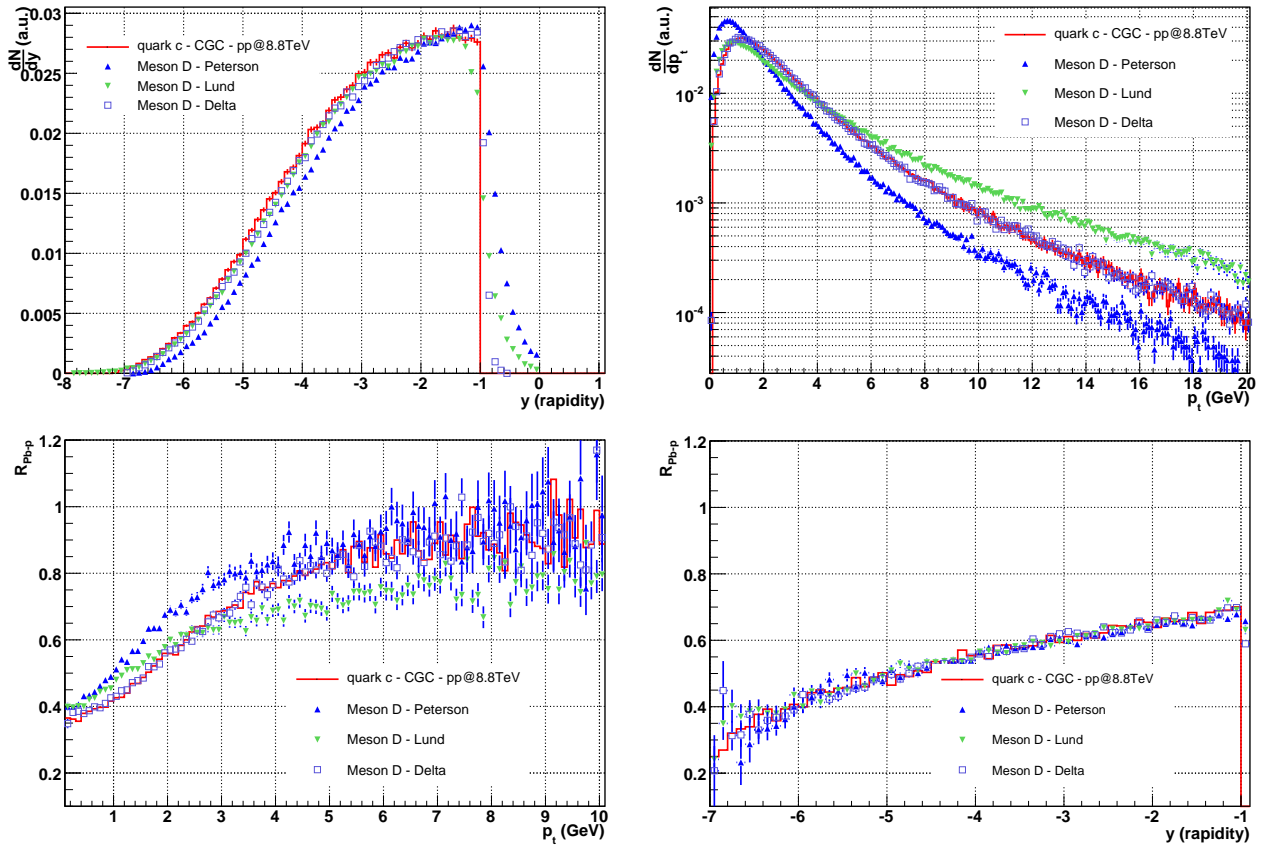 dN
dy
(a.u.)
0.03
0.025
0.02
0.015
0.01
0.005
0
quark c - CGC - pp@8.8TeV
Meson D - Peterson
Meson D - Lund
Meson D - Delta
-8 -7 -6 -5 -4 -3 -2 -1 0 1
y (rapidity)
dN
dp_t
(a.u.)
10^-2
10^-3
10^-4
quark c - CGC - pp@8.8TeV
Meson D - Peterson
Meson D - Lund
Meson D - Delta
0 2 4 6 8 10 12 14 16 18 20
p_t (GeV)
R_Pb-p
1.2
1
0.8
0.6
0.4
0.2
quark c - CGC - pp@8.8TeV
Meson D - Peterson
Meson D - Lund
Meson D - Delta
1 2 3 4 5 6 7 8 9 10
p_t (GeV)
R_Pb-p
1.2
1
0.8
0.6
0.4
0.2
quark c - CGC - pp@8.8TeV
Meson D - Peterson
Meson D - Lund
Meson D - Delta
-7 -6 -5 -4 -3 -2 -1
y (rapidity)